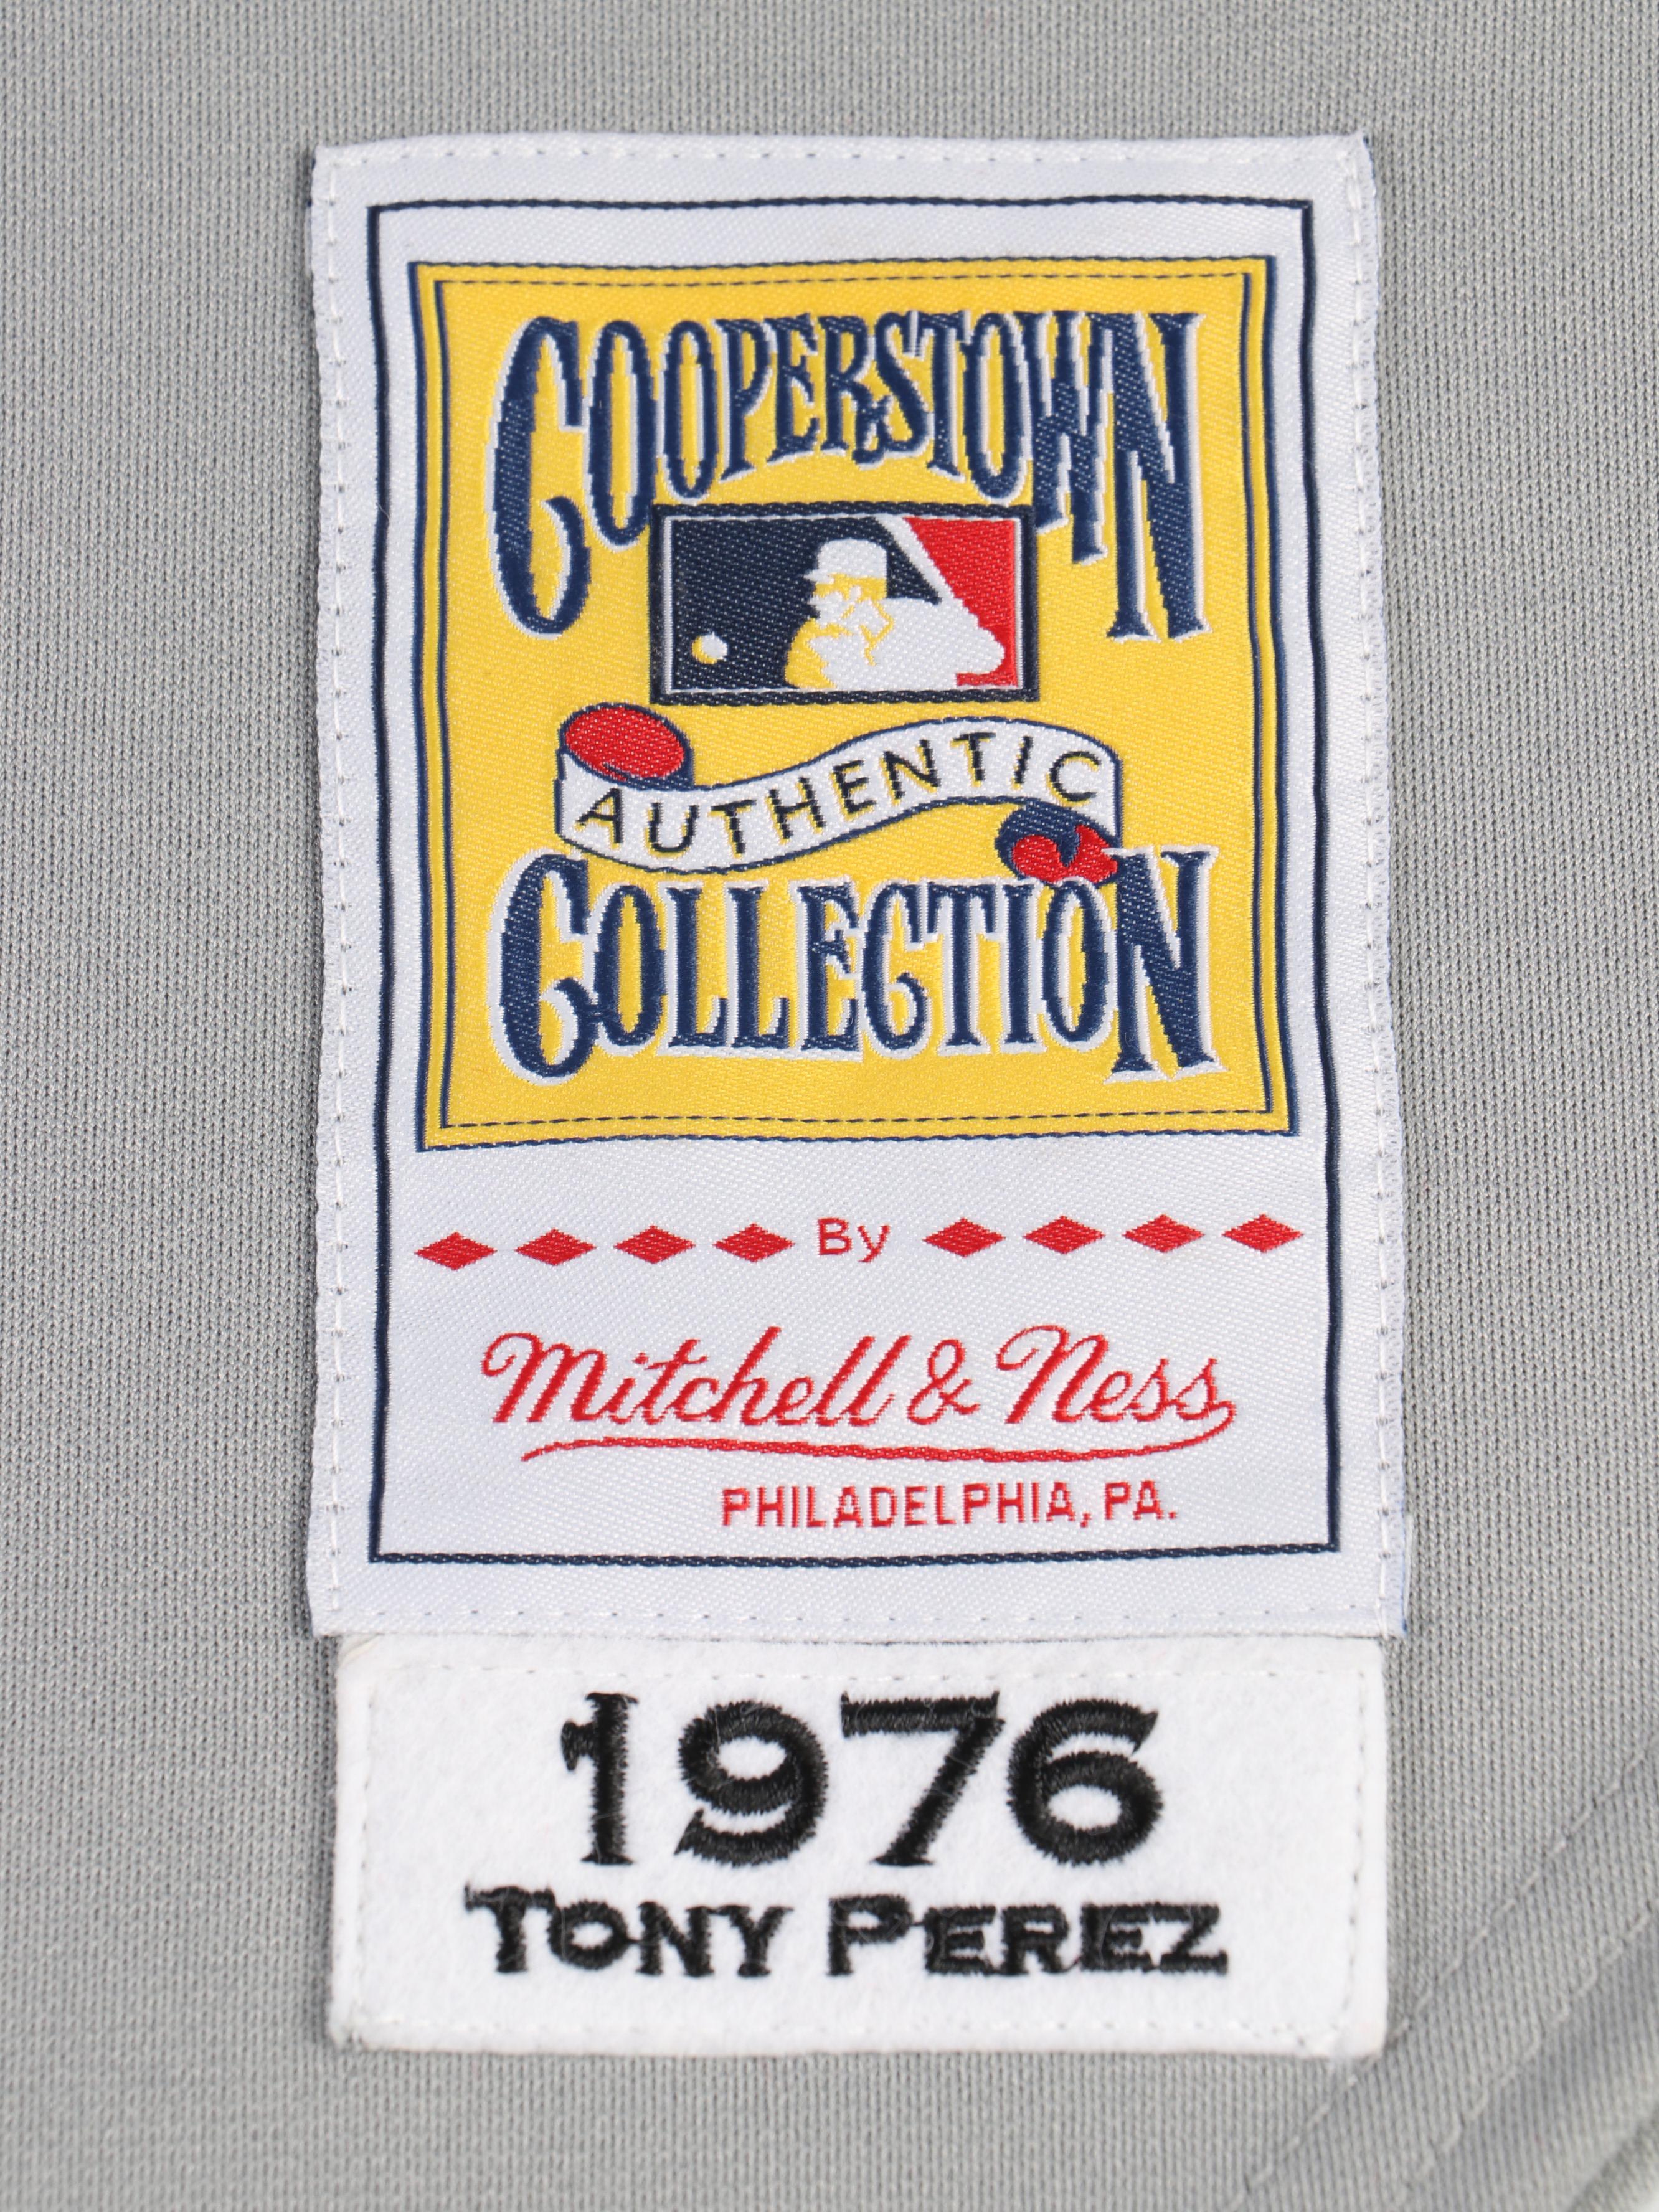 COOPERSTOWN
AUTHENTIC
COLLECTION
By
Mitchell & Ness
PHILADELPHIA, PA.
1976
TONY PEREZ